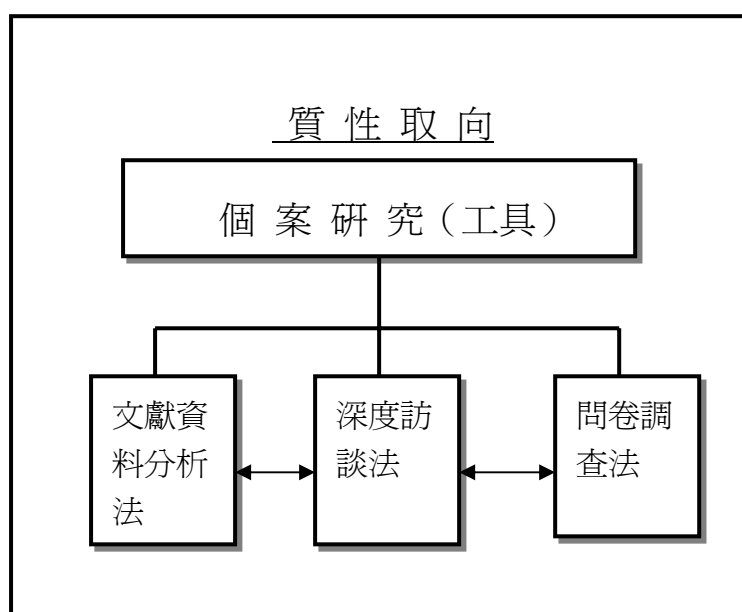 質 性 取 向
個 案 研 究（工具）
文獻資
料分析
法
深度訪
談法
問卷調
查法